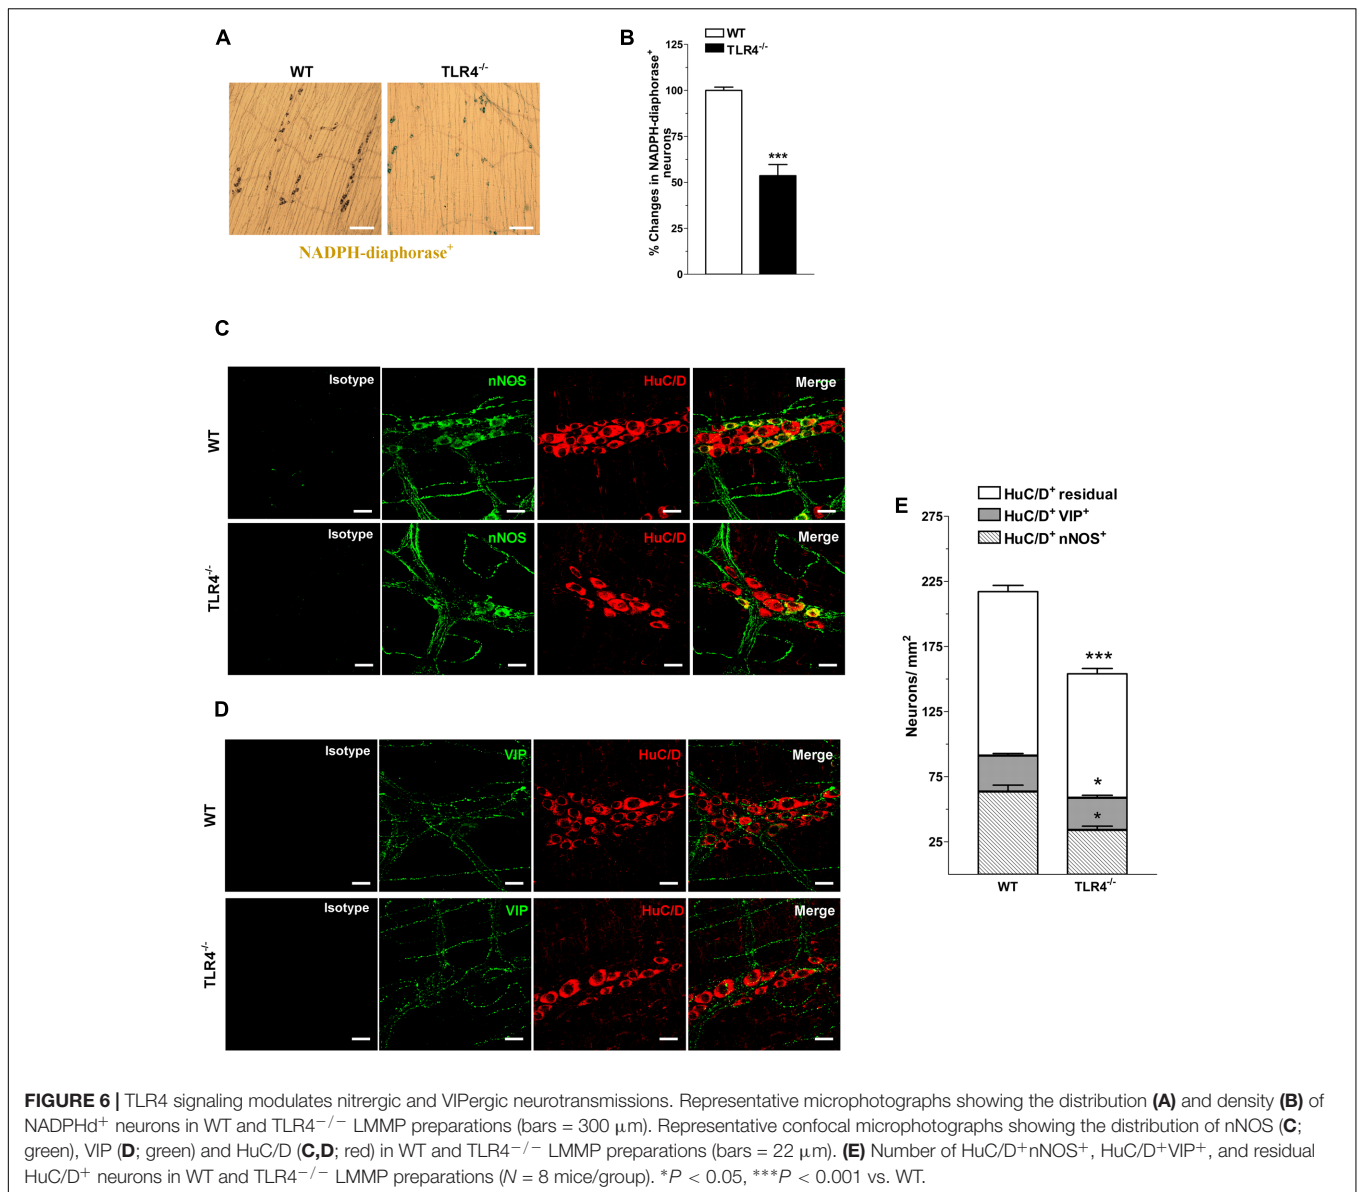 A
WT
TLR4-/-
NADPH-diaphorase+
B
WT
TLR4-/-
% Changes in NADPH-diaphorase+
neurons
125
100
75
50
25
0
***
C
WT
Isotype
nNOS
HuC/D
Merge
TLR4-/-
Isotype
nNOS
HuC/D
Merge
D
WT
Isotype
VIP
HuC/D
Merge
TLR4-/-
Isotype
VIP
HuC/D
Merge
E
HuC/D+ residual
HuC/D+ VIP+
HuC/D+ nNOS+
Neurons/ mm2
275
225
175
125
75
25
***
*
*
WT
TLR4-/-
FIGURE 6 | TLR4 signaling modulates nitrergic and VIPergic neurotransmissions. Representative microphotographs showing the distribution (A) and density (B) of
NADPHd+ neurons in WT and TLR4−/− LMMP preparations (bars = 300 μm). Representative confocal microphotographs showing the distribution of nNOS (C;
green), VIP (D; green) and HuC/D (C,D; red) in WT and TLR4−/− LMMP preparations (bars = 22 μm). (E) Number of HuC/D+nNOS+, HuC/D+VIP+, and residual
HuC/D+ neurons in WT and TLR4−/− LMMP preparations (N = 8 mice/group). *P < 0.05, ***P < 0.001 vs. WT.